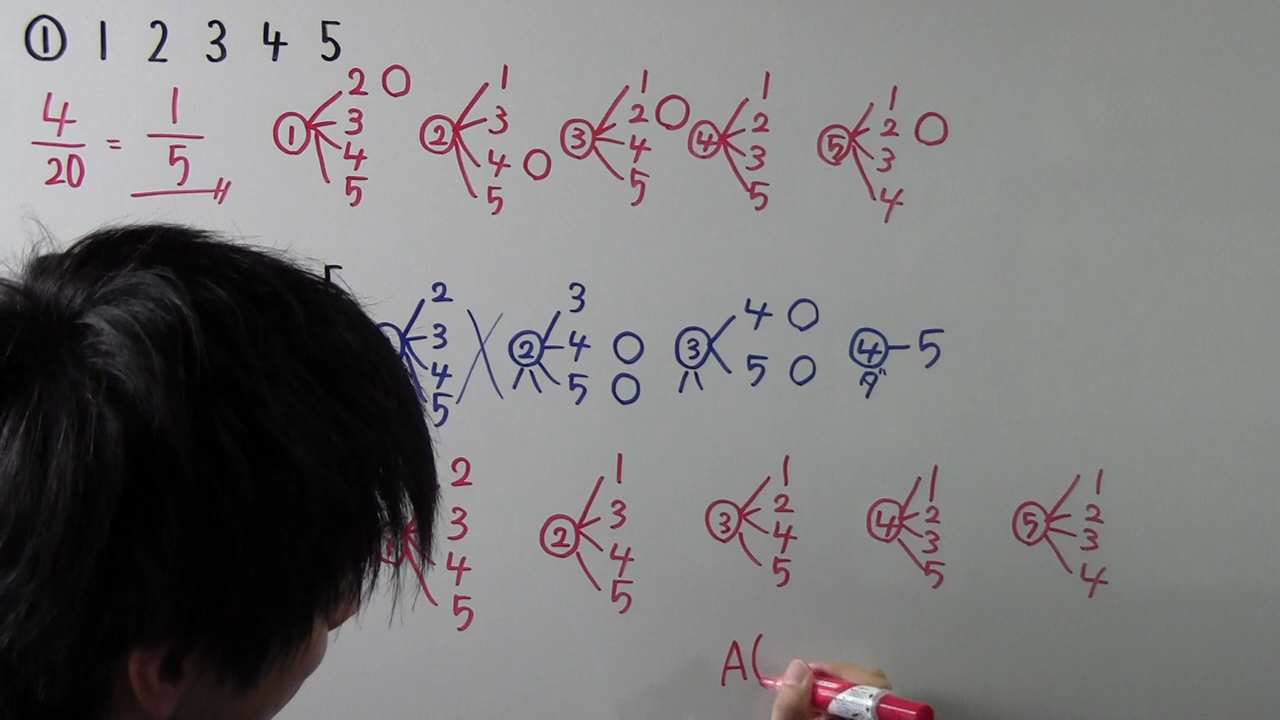 ① 1 2 3 4 5
4/20 = 1/5
① 2 ○ 3 4 5
② 1 3 4 ○ 5
③ 1 2 ○ 4 5
④ 1 2 3 5
⑤ 1 2 ○ 3 4
5
2 3 4 5
② 3 4 ○ 5 ○
③ 4 ○ 5 ○
④ 5
2 3 4 5
② 1 3 4 5
③ 1 2 4 5
④ 1 2 3 5
⑤ 1 2 3 4
A(